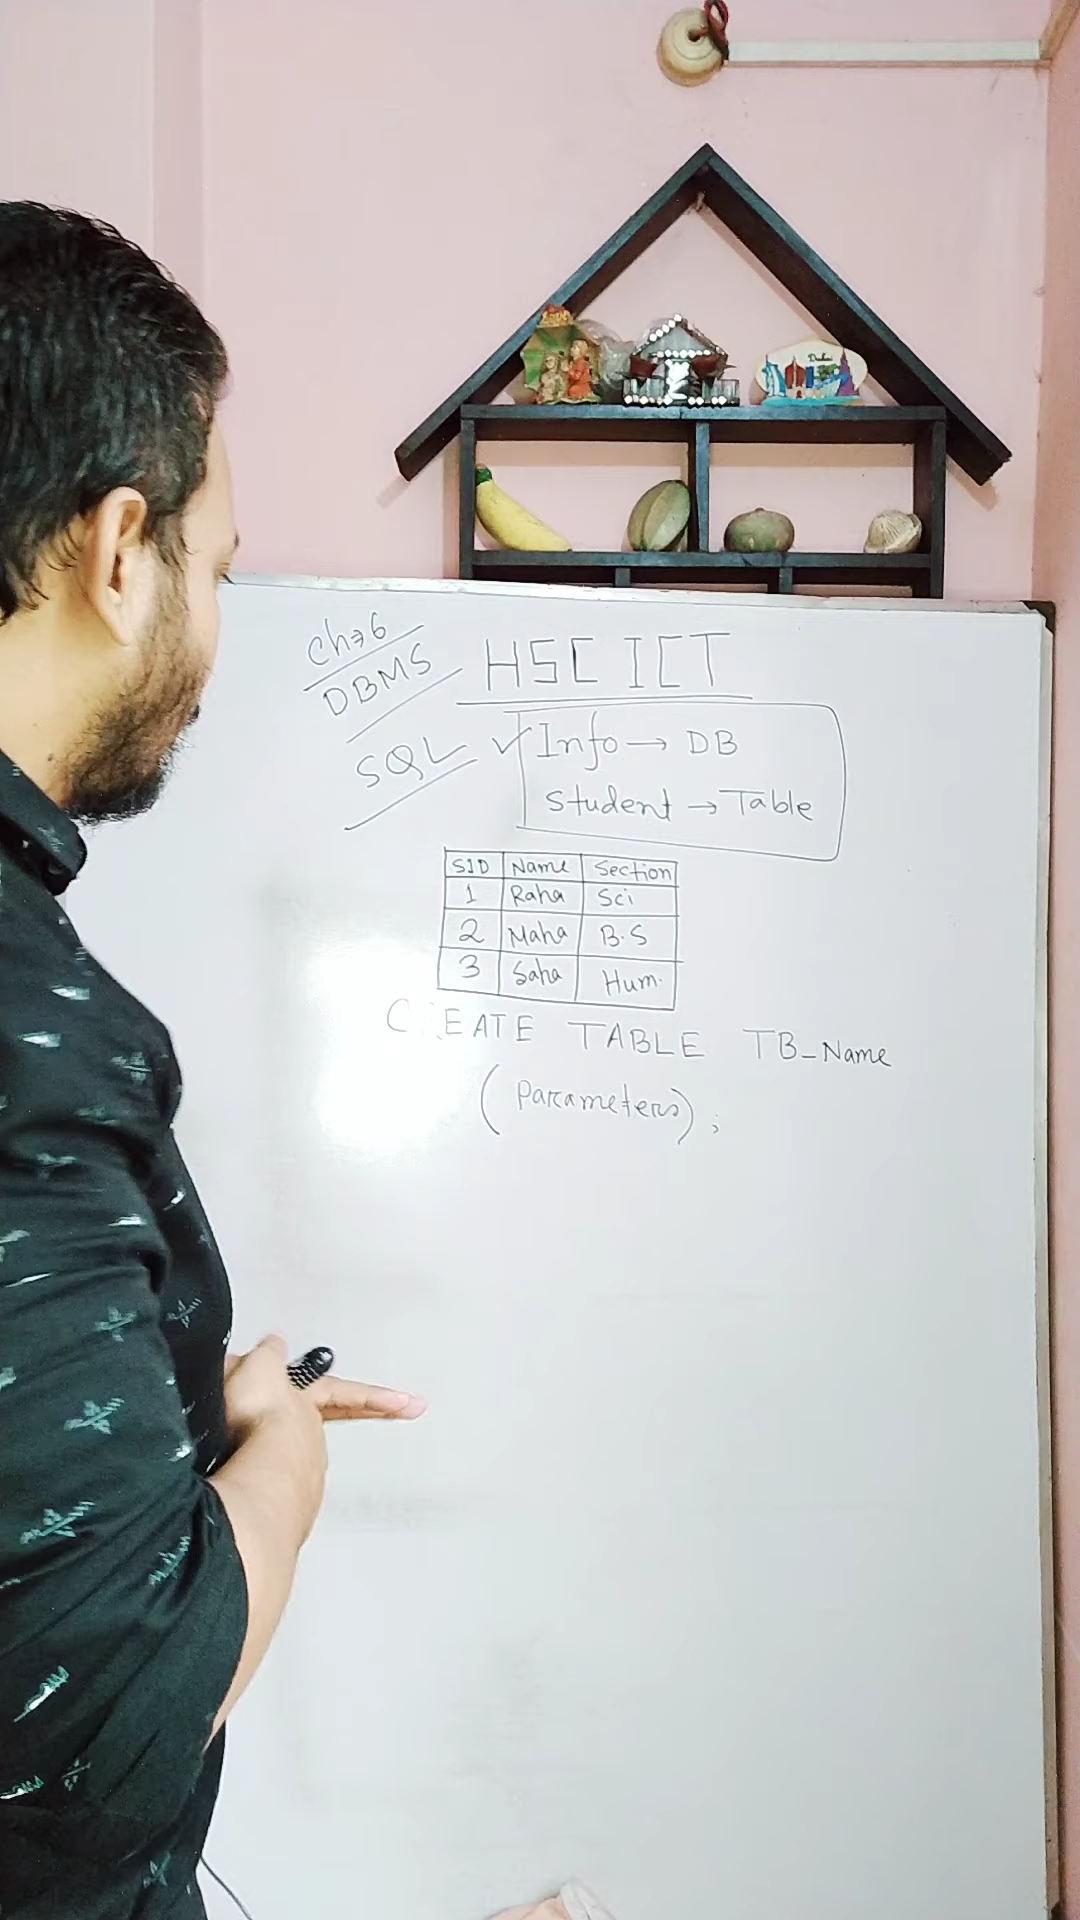 Dubai
Ch⇒6
DBMS
HSC ICT
SQL
✓ Info → DB
Student → Table
SID Name Section
1 Raha Sci
2 Maha B.S
3 Saha Hum.
CREATE TABLE TB_Name
(Parameters);